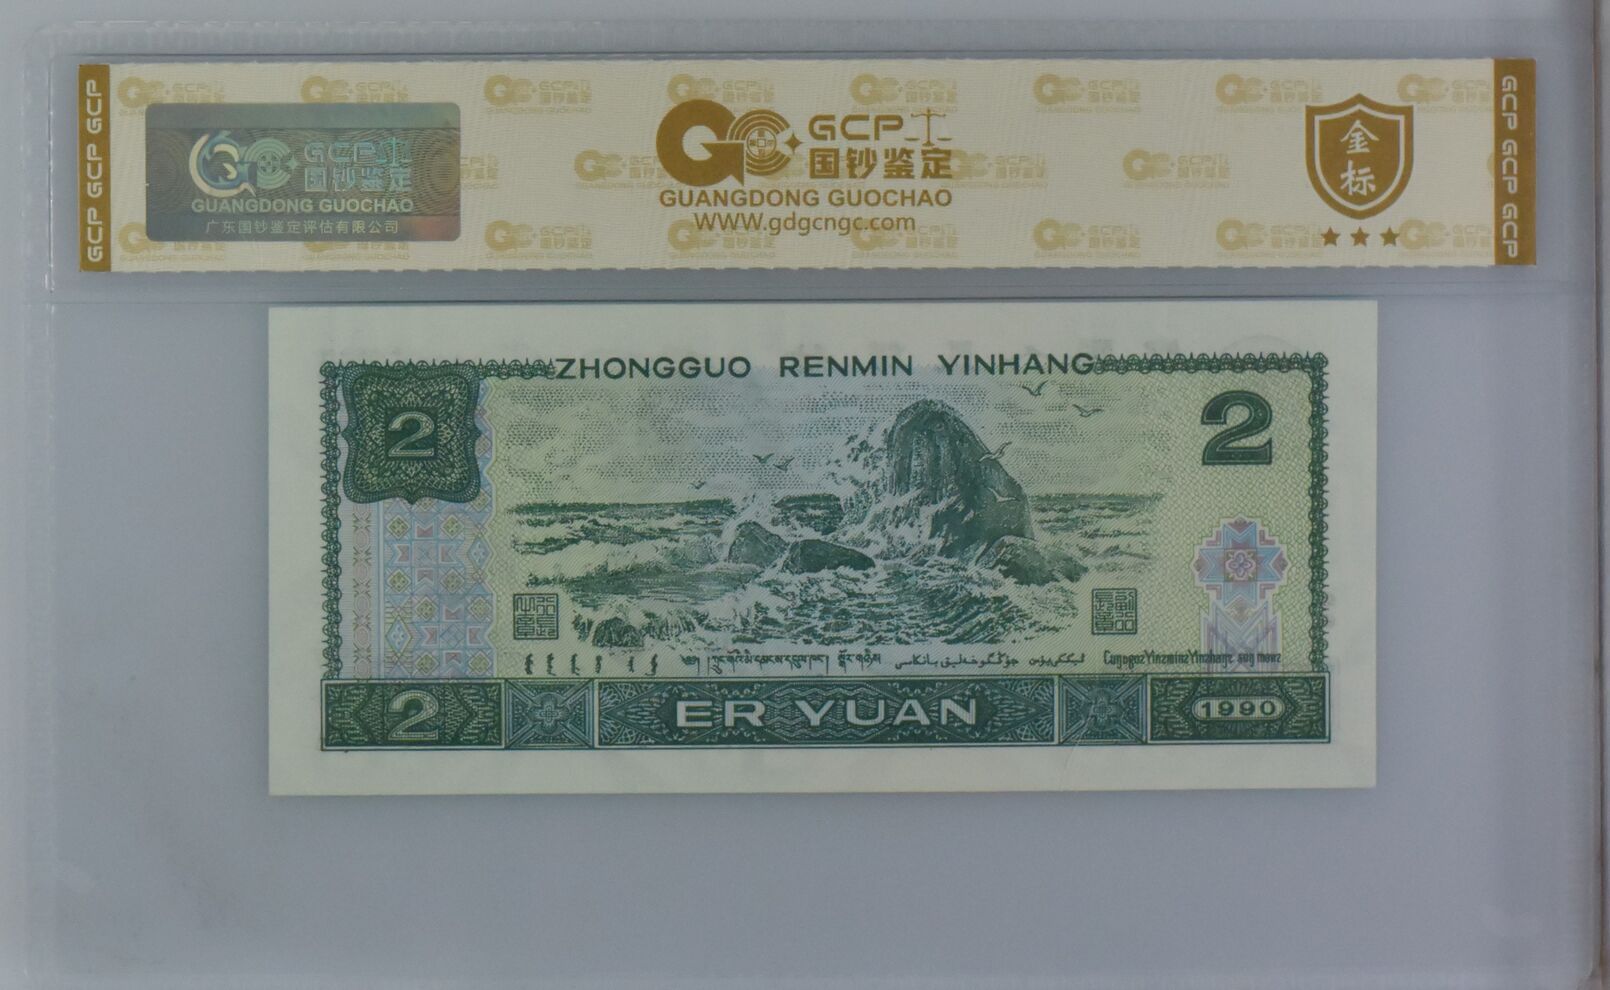 GCP GCP GCP
GCP 国钞鉴定
GUANGDONG GUOCHAO
广东国钞鉴定评估有限公司
GCP
国钞鉴定
GUANGDONG GUOCHAO
WWW.gdgcngc.com
金标
GCP GCP GCP
ZHONGGUO RENMIN YINHANG
2
2
2
ER YUAN
1990